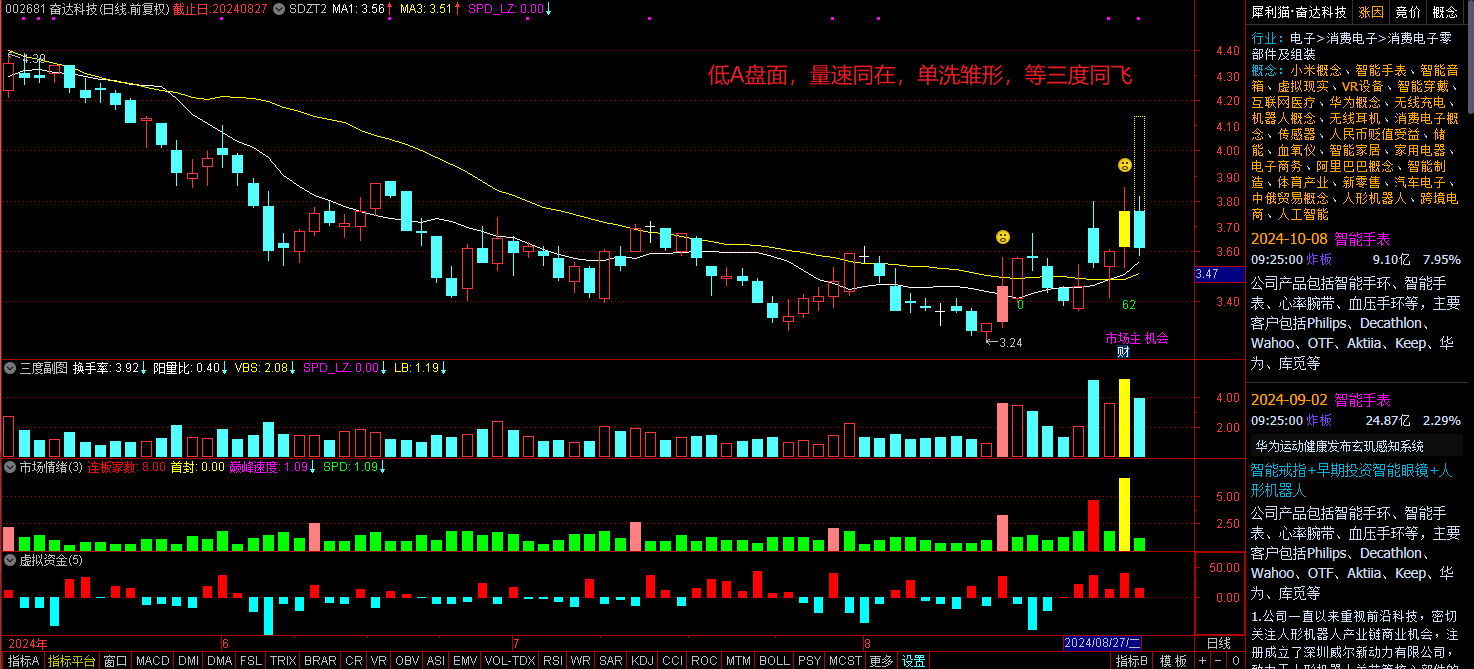 002681 奋达科技(日线.前复权) 截止日:20240827 SDZT2 MA1: 3.56↑ MA3: 3.51↑ SPD_LZ: 0.00↓
4.39
低A盘面，量速同在，单洗雏形，等三度同飞
4.40
4.30
4.20
4.10
4.00
3.90
3.80
3.70
3.60
3.47
3.40
0
62
←3.24
市场主 机会
财
三度副图 换手率: 3.92↓ 阳量比: 0.40↓ VBS: 2.08↓ SPD_LZ: 0.00↓ LB: 1.19↓
4.00
2.00
市场情绪(3) 连板家数: 8.00 首封: 0.00 巅峰速度: 1.09↓ SPD: 1.09↓
5.00
2.50
虚拟资金(5)
50.00
0.00
2024年 6 7 8 2024/08/27/二 日线
指标A 指标平台 窗口 MACD DMI DMA FSL TRIX BRAR CR VR OBV ASI EMV VOL-TDX RSI WR SAR KDJ CCI ROC MTM BOLL PSY MCST 更多 设置 指标B 模板 + − 0
犀利猫·奋达科技 涨因 竞价 概念
行业：电子>消费电子>消费电子零
部件及组装
概念：小米概念、智能手表、智能音
箱、虚拟现实、VR设备、智能穿戴、
互联网医疗、华为概念、无线充电、
机器人概念、无线耳机、消费电子概
念、传感器、人民币贬值受益、储
能、血氧仪、智能家居、家用电器、
电子商务、阿里巴巴概念、智能制
造、体育产业、新零售、汽车电子、
中俄贸易概念、人形机器人、跨境电
商、人工智能
2024-10-08 智能手表
09:25:00 炸板 9.10亿 7.95%
公司产品包括智能手环、智能手
表、心率腕带、血压手环等，主要
客户包括Philips、Decathlon、
Wahoo、OTF、Aktiia、Keep、华
为、库觅等
2024-09-02 智能手表
09:25:00 炸板 24.87亿 2.29%
华为运动健康发布玄玑感知系统
智能戒指+早期投资智能眼镜+人
形机器人
公司产品包括智能手环、智能手
表、心率腕带、血压手环等，主要
客户包括Philips、Decathlon、
Wahoo、OTF、Aktiia、Keep、华
为、库觅等
1.公司一直以来重视前沿科技，密切
关注人形机器人产业链商业机会，注
册成立了深圳威尔新动力有限公司，